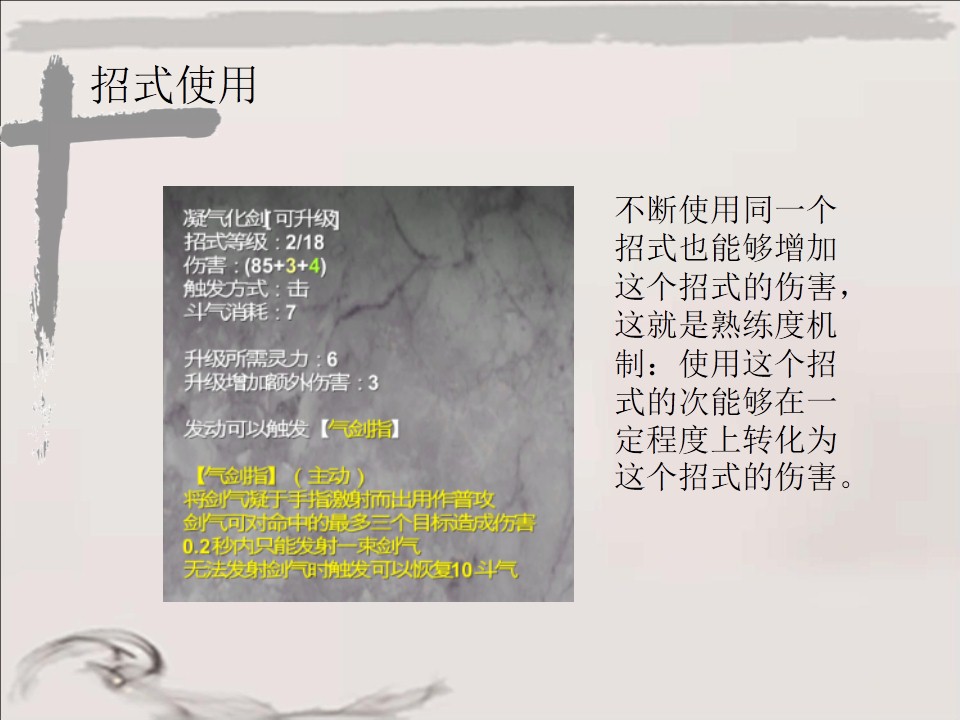 招式使用
凝气化剑[可升级]
招式等级：2/18
伤害：(85+3+4)
触发方式：击
斗气消耗：7
升级所需灵力：6
升级增加额外伤害：3
发动可以触发【气剑指】
【气剑指】（主动）
将剑气凝于手指激射而出用作普攻
剑气可对命中的最多三个目标造成伤害
0.2秒内只能发射一束剑气
无法发射剑气时触发可以恢复10斗气
不断使用同一个
招式也能够增加
这个招式的伤害，
这就是熟练度机
制：使用这个招
式的次能够在一
定程度上转化为
这个招式的伤害。